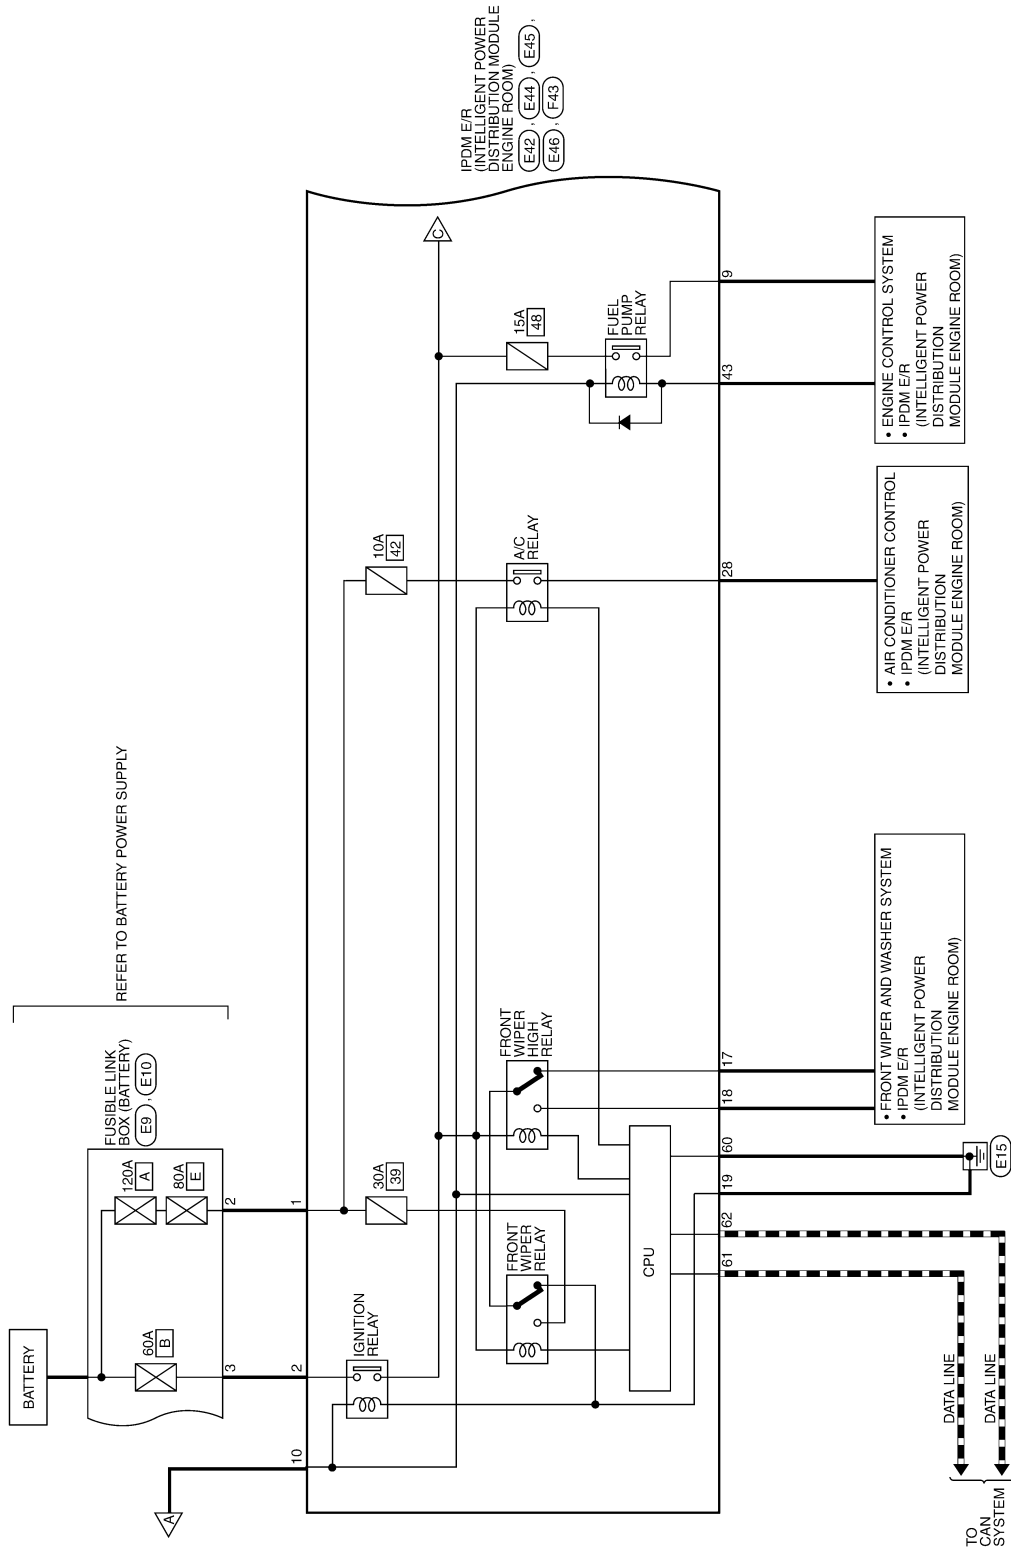 REFER TO BATTERY POWER SUPPLY
BATTERY
FUSIBLE LINK
BOX (BATTERY)
E9 , E10
60A
B
120A
A
80A
E
3
2
A
10
2
1
IPDM E/R
(INTELLIGENT POWER
DISTRIBUTION MODULE
ENGINE ROOM)
E42 , E44 , E45 ,
E46 , F43
IGNITION
RELAY
30A
39
10A
42
C
FRONT
WIPER
RELAY
FRONT
WIPER
HIGH
RELAY
A/C
RELAY
15A
48
FUEL
PUMP
RELAY
CPU
61
62
19
60
18
17
28
43
9
E15
DATA LINE
DATA LINE
TO
CAN
SYSTEM
• FRONT WIPER AND WASHER SYSTEM
• IPDM E/R
(INTELLIGENT POWER
DISTRIBUTION
MODULE ENGINE ROOM)
• AIR CONDITIONER CONTROL
• IPDM E/R
(INTELLIGENT POWER
DISTRIBUTION
MODULE ENGINE ROOM)
• ENGINE CONTROL SYSTEM
• IPDM E/R
(INTELLIGENT POWER
DISTRIBUTION
MODULE ENGINE ROOM)